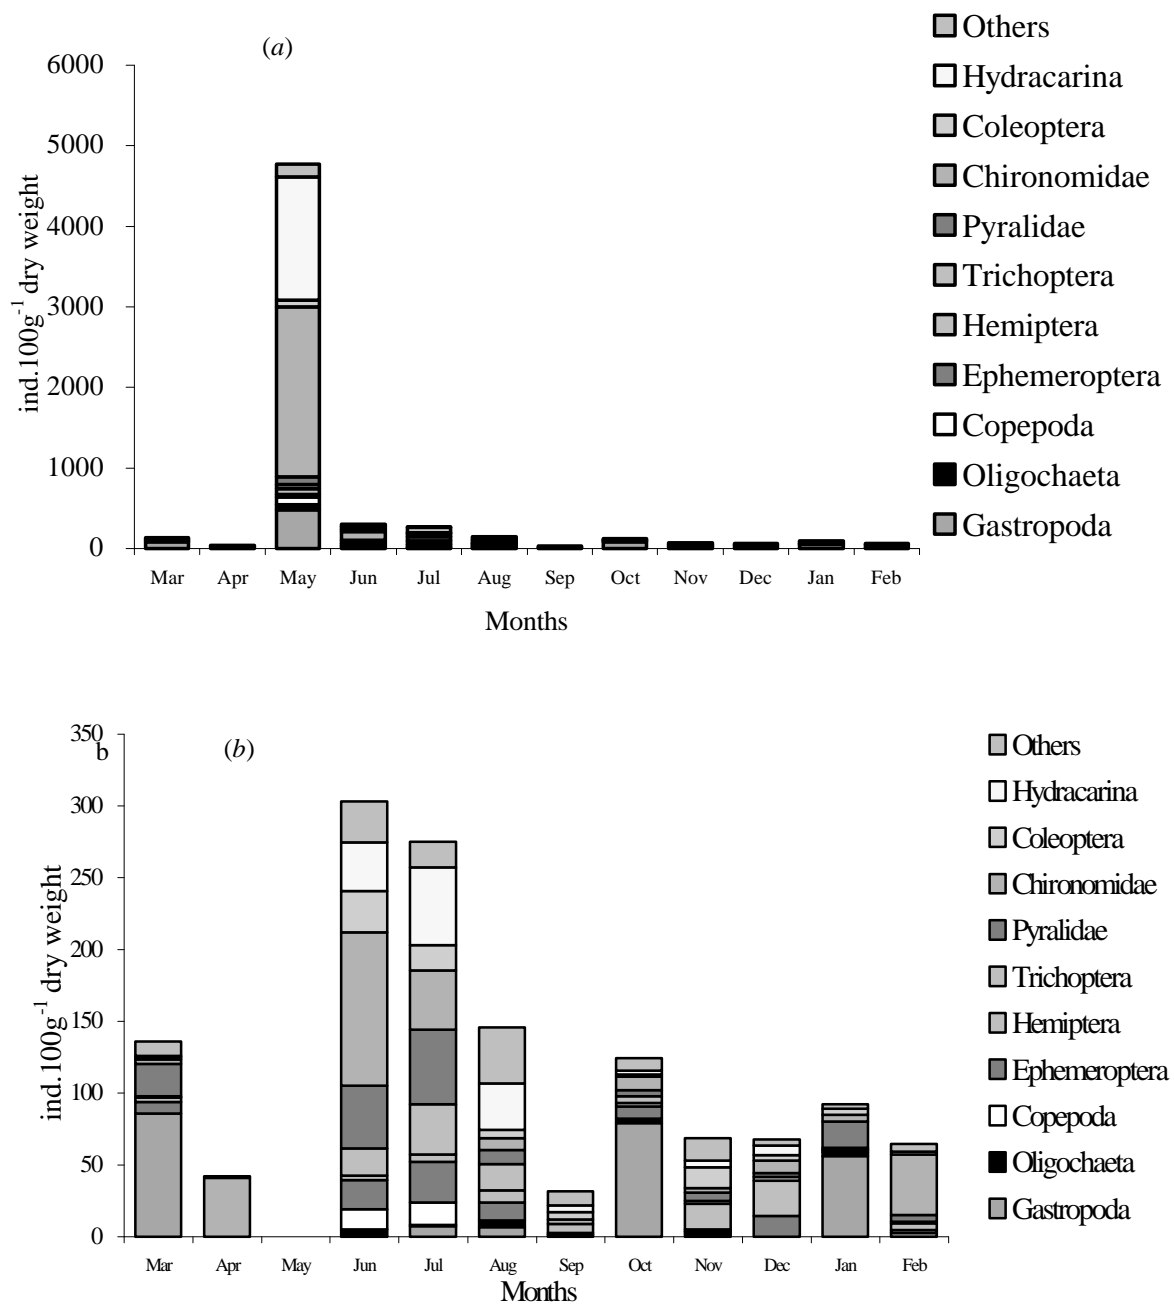 (a)
6000
5000
4000
3000
2000
1000
0
ind.100g⁻¹ dry weight
Mar Apr May Jun Jul Aug Sep Oct Nov Dec Jan Feb
Months
Others
Hydracarina
Coleoptera
Chironomidae
Pyralidae
Trichoptera
Hemiptera
Ephemeroptera
Copepoda
Oligochaeta
Gastropoda
b
(b)
350
300
250
200
150
100
50
0
ind.100g⁻¹ dry weight
Mar Apr May Jun Jul Aug Sep Oct Nov Dec Jan Feb
Months
Others
Hydracarina
Coleoptera
Chironomidae
Pyralidae
Trichoptera
Hemiptera
Ephemeroptera
Copepoda
Oligochaeta
Gastropoda